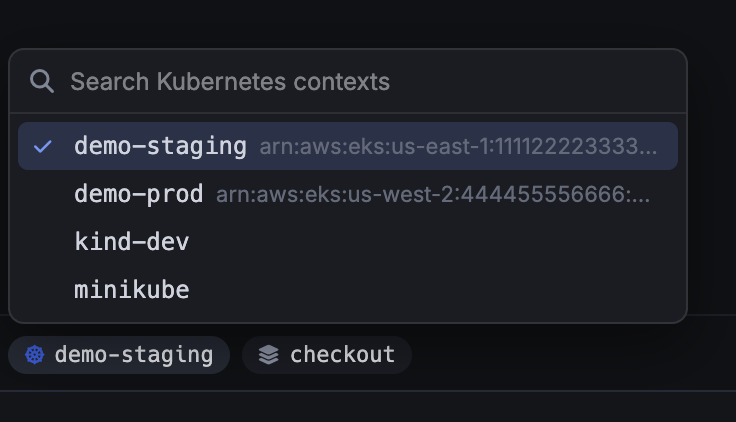 Search Kubernetes contexts
demo-staging arn:aws:eks:us-east-1:111122223333...
demo-prod arn:aws:eks:us-west-2:444455556666:...
kind-dev
minikube
demo-staging checkout